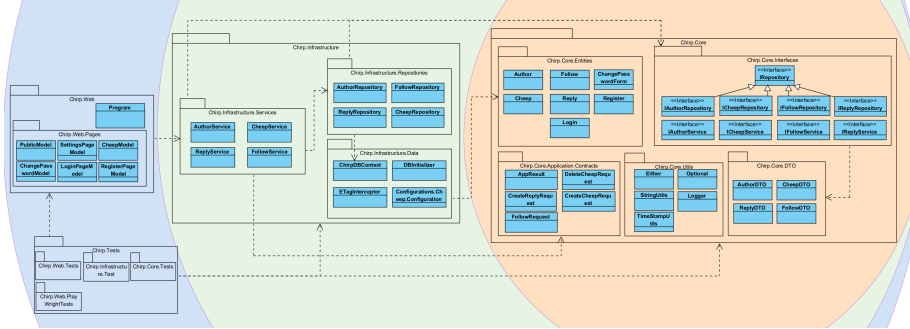 Chirp.Web
Program
Chirp.Web.Pages
PublicModel
SettingsPage
Model
CheepModel
ChangePas
swordModel
LoginPageM
odel
RegisterPage
Model
Chirp.Tests
Chirp.Web.Tests
Chirp.Infrastructu
re.Test
Chirp.Core.Tests
Chirp.Web.Play
WrightTests
Chirp.Infrastructure
Chirp.Infrastructure.Services
AuthorService
CheepService
ReplyService
FollowService
Chirp.Infrastructure.Repositories
AuthorRepository
FollowRepository
ReplyRepository
CheepRepository
Chirp.Infrastructure.Data
ChirpDBContext
DBInitializer
ETagInterceptor
Configurations.Ch
eep.Configuration
Chirp.Core
Chirp.Core.Entities
Author
Follow
ChangePass
wordForm
Cheep
Reply
Register
Login
Chirp.Core.Interfaces
<<Interface>>
IRepository
<<Interface>>
IAuthorRepository
<<Interface>>
ICheepRepository
<<Interface>>
IFollowRepository
<<Interface>>
IReplyRepository
<<Interface>>
IAuthorService
<<Interface>>
ICheepService
<<Interface>>
IFollowService
<<Interface>>
IReplyService
Chirp.Core.Application.Contracts
AppResult
DeleteCheepRequ
est
CreateReplyRequ
est
CreateCheepRequ
est
FollowRequest
Chirp.Core.Utils
Either
Optional
StringUtils
Logger
TimeStampU
tils
Chirp.Core.DTO
AuthorDTO
CheepDTO
ReplyDTO
FollowDTO